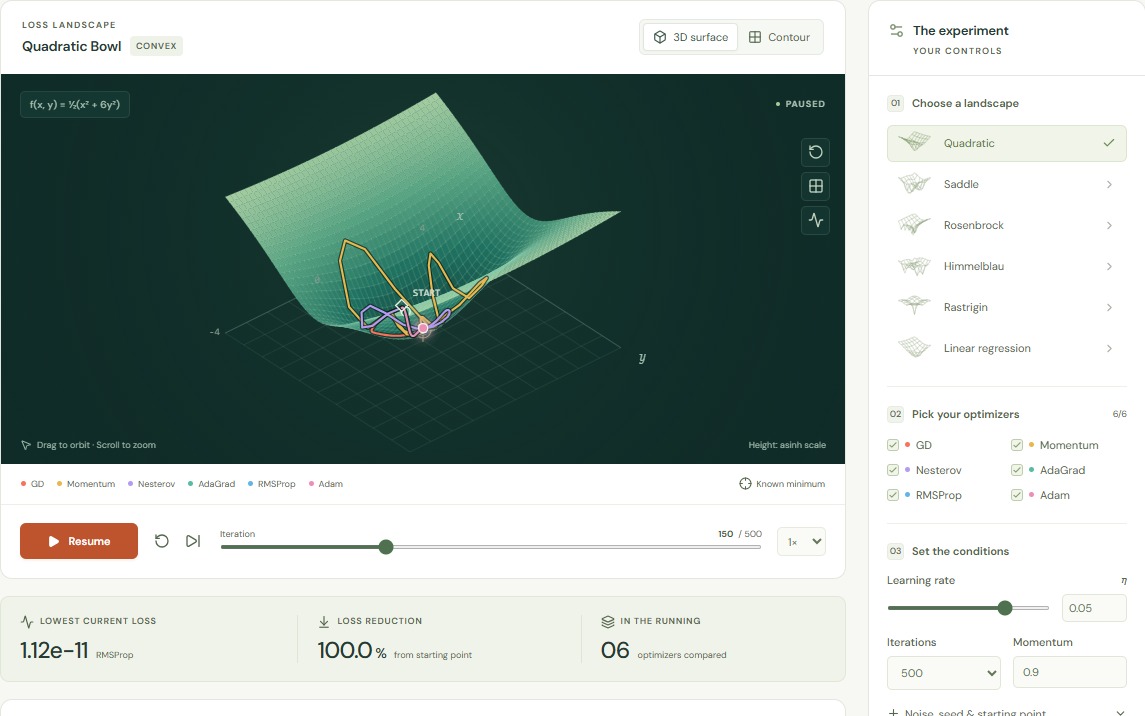 LOSS LANDSCAPE
Quadratic Bowl CONVEX
3D surface
Contour
f(x, y) = ½(x² + 6y²)
PAUSED
x
4
0
START
-4
y
Drag to orbit · Scroll to zoom
Height: asinh scale
GD
Momentum
Nesterov
AdaGrad
RMSProp
Adam
Known minimum
Resume
Iteration
150 / 500
1×
LOWEST CURRENT LOSS
1.12e-11 RMSProp
LOSS REDUCTION
100.0 % from starting point
IN THE RUNNING
06 optimizers compared
The experiment
YOUR CONTROLS
01 Choose a landscape
Quadratic
Saddle
Rosenbrock
Himmelblau
Rastrigin
Linear regression
02 Pick your optimizers 6/6
GD
Momentum
Nesterov
AdaGrad
RMSProp
Adam
03 Set the conditions
Learning rate η
0.05
Iterations
Momentum
500
0.9
Noise, seed & starting point